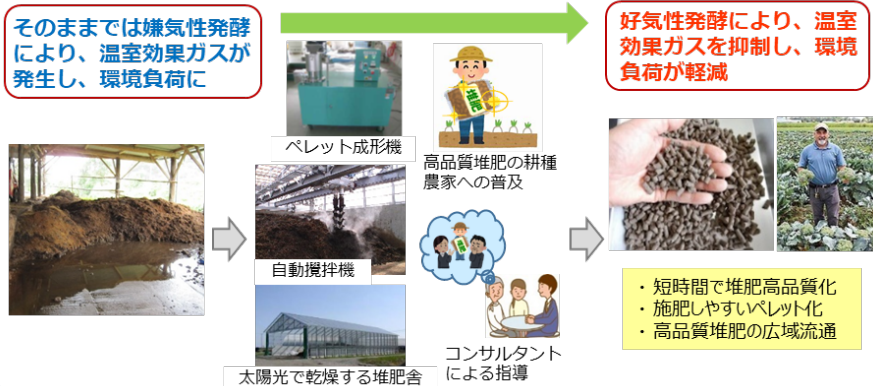 そのままでは嫌気性発酵
により、温室効果ガスが
発生し、環境負荷に
好気性発酵により、温室
効果ガスを抑制し、環境
負荷が軽減
堆肥
ペレット成形機
高品質堆肥の耕種
農家への普及
自動攪拌機
堆肥
太陽光で乾燥する堆肥舎
コンサルタント
による指導
・短時間で堆肥高品質化
・施肥しやすいペレット化
・高品質堆肥の広域流通